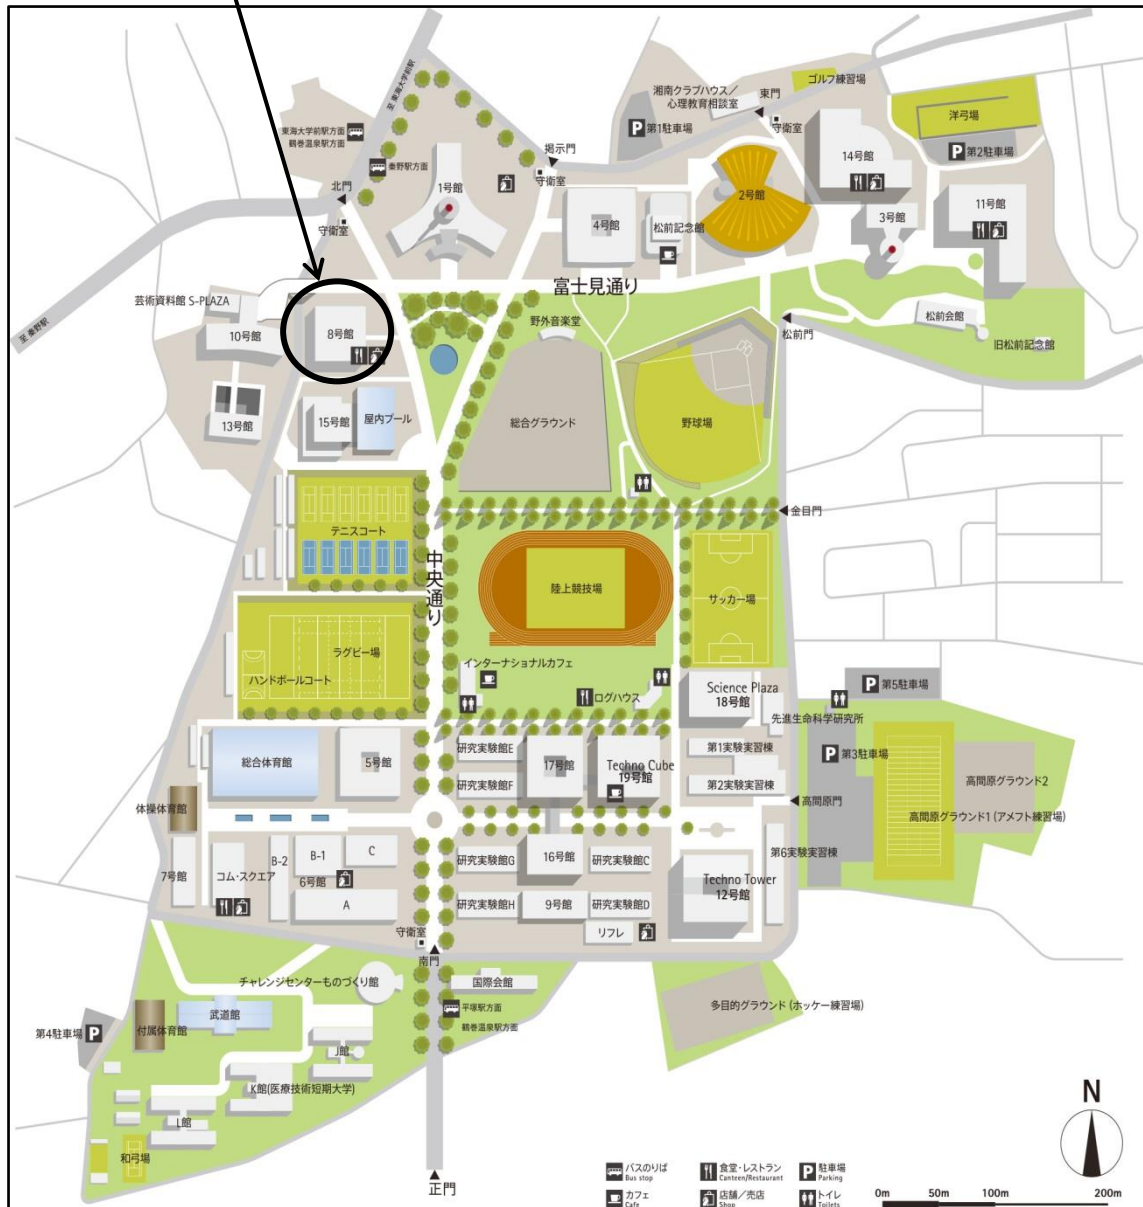 至 東海大学前駅
東海大学前駅方面
鶴巻温泉駅方面
秦野駅方面
北門
守衛室
1号館
掲示門
守衛室
湘南クラブハウス／
心理教育相談室
P 第1駐車場
東門
守衛室
ゴルフ練習場
洋弓場
P 第2駐車場
14号館
2号館
3号館
11号館
4号館
松前記念館
富士見通り
芸術資料館 S-PLAZA
至 秦野駅
10号館
8号館
野外音楽堂
松前門
松前会館
旧松前記念館
13号館
15号館
屋内プール
総合グラウンド
野球場
金目門
テニスコート
中央通り
陸上競技場
サッカー場
ラグビー場
ハンドボールコート
インターナショナルカフェ
ログハウス
Science Plaza
18号館
P 第5駐車場
先進生命科学研究所
総合体育館
5号館
研究実験館E
研究実験館F
17号館
Techno Cube
19号館
第1実験実習棟
第2実験実習棟
P 第3駐車場
高間原グラウンド2
高間原グラウンド1 (アメフト練習場)
高間原門
体操体育館
7号館
コム・スクエア
B-2
B-1
C
6号館
A
研究実験館G
研究実験館H
16号館
9号館
研究実験館C
研究実験館D
リフレ
Techno Tower
12号館
第6実験実習棟
守衛室
南門
チャレンジセンターものづくり館
国際会館
平塚駅方面
鶴巻温泉駅方面
多目的グラウンド (ホッケー練習場)
第4駐車場 P
付属体育館
武道館
J館
K館(医療技術短期大学)
L館
和弓場
正門
N
バスのりば
Bus stop
食堂・レストラン
Canteen/Restaurant
P 駐車場
Parking
カフェ
Cafe
店舗／売店
Shop
トイレ
Toilets
0m 50m 100m 200m